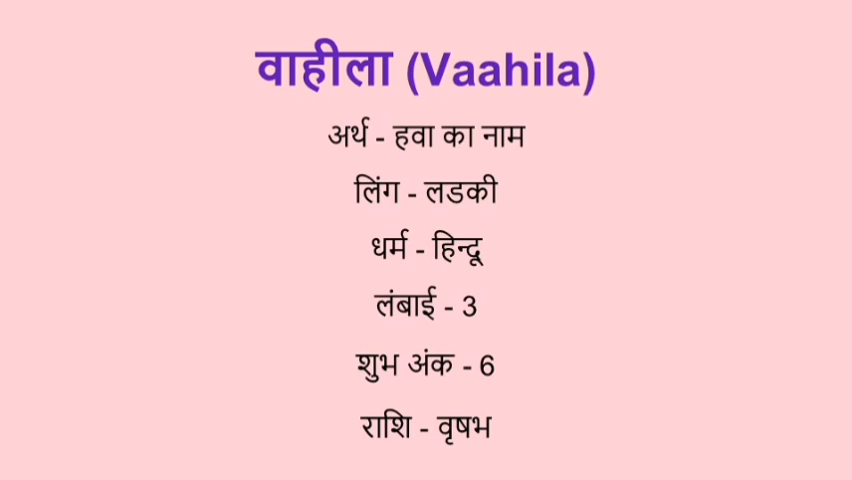 वाहीला (Vaahila)
अर्थ - हवा का नाम
लिंग - लडकी
धर्म - हिन्दू
लंबाई - 3
शुभ अंक - 6
राशि - वृषभ